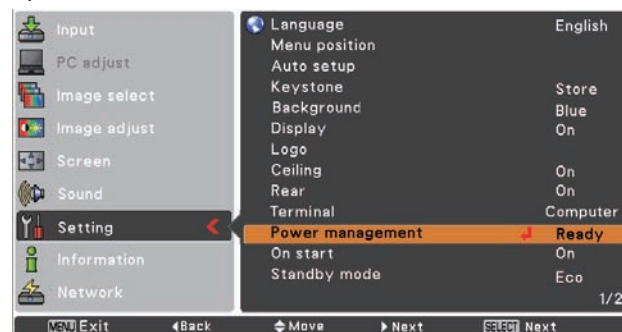 Input
PC adjust
Image select
Image adjust
Screen
Sound
Setting
Information
Network
Language English
Menu position
Auto setup
Keystone Store
Background Blue
Display On
Logo
Ceiling On
Rear On
Terminal Computer
Power management Ready
On start On
Standby mode Eco
1/2
MENU Exit Back Move Next SELECT Next